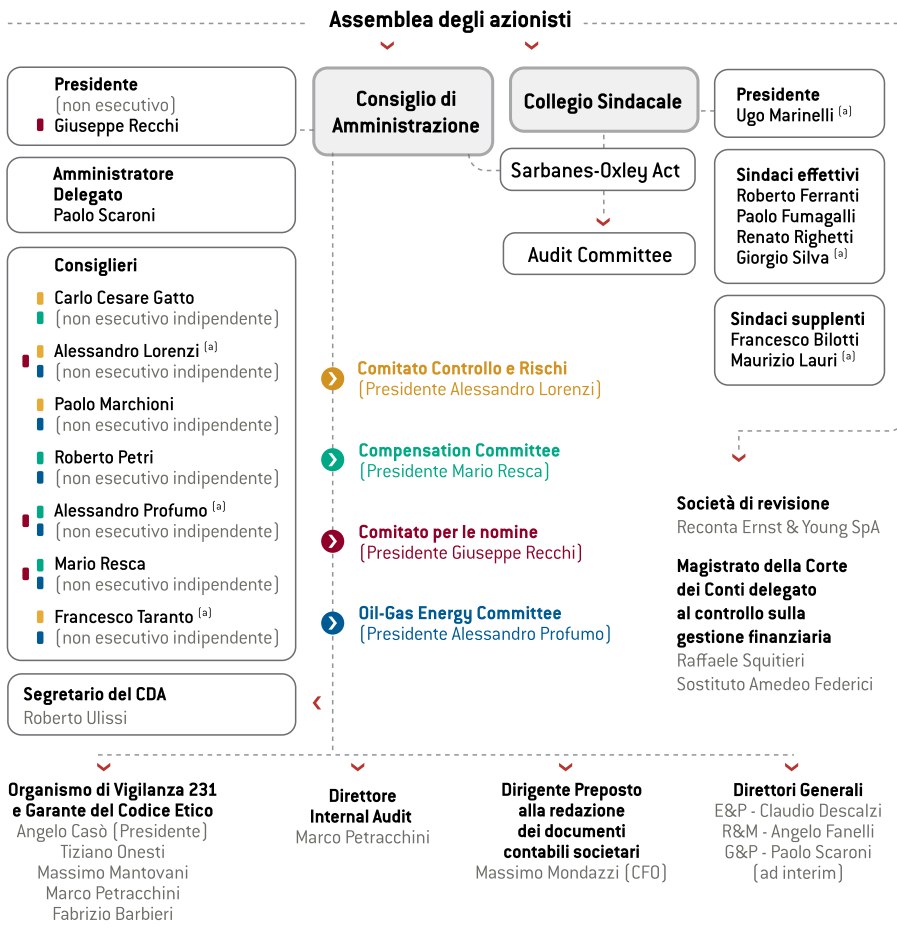 Assemblea degli azionisti
Presidente
(non esecutivo)
Giuseppe Recchi
Amministratore
Delegato
Paolo Scaroni
Consiglieri
Carlo Cesare Gatto
(non esecutivo indipendente)
Alessandro Lorenzi (a)
(non esecutivo indipendente)
Paolo Marchioni
(non esecutivo indipendente)
Roberto Petri
(non esecutivo indipendente)
Alessandro Profumo (a)
(non esecutivo indipendente)
Mario Resca
(non esecutivo indipendente)
Francesco Taranto (a)
(non esecutivo indipendente)
Segretario del CDA
Roberto Ulissi
Consiglio di
Amministrazione
Collegio Sindacale
Sarbanes-Oxley Act
Audit Committee
Presidente
Ugo Marinelli (a)
Sindaci effettivi
Roberto Ferranti
Paolo Fumagalli
Renato Righetti
Giorgio Silva (a)
Sindaci supplenti
Francesco Bilotti
Maurizio Lauri (a)
Comitato Controllo e Rischi
(Presidente Alessandro Lorenzi)
Compensation Committee
(Presidente Mario Resca)
Comitato per le nomine
(Presidente Giuseppe Recchi)
Oil-Gas Energy Committee
(Presidente Alessandro Profumo)
Società di revisione
Reconta Ernst & Young SpA
Magistrato della Corte
dei Conti delegato
al controllo sulla
gestione finanziaria
Raffaele Squitieri
Sostituto Amedeo Federici
Organismo di Vigilanza 231
e Garante del Codice Etico
Angelo Casò (Presidente)
Tiziano Onesti
Massimo Mantovani
Marco Petracchini
Fabrizio Barbieri
Direttore
Internal Audit
Marco Petracchini
Dirigente Preposto
alla redazione
dei documenti
contabili societari
Massimo Mondazzi (CFO)
Direttori Generali
E&P - Claudio Descalzi
R&M - Angelo Fanelli
G&P - Paolo Scaroni
(ad interim)